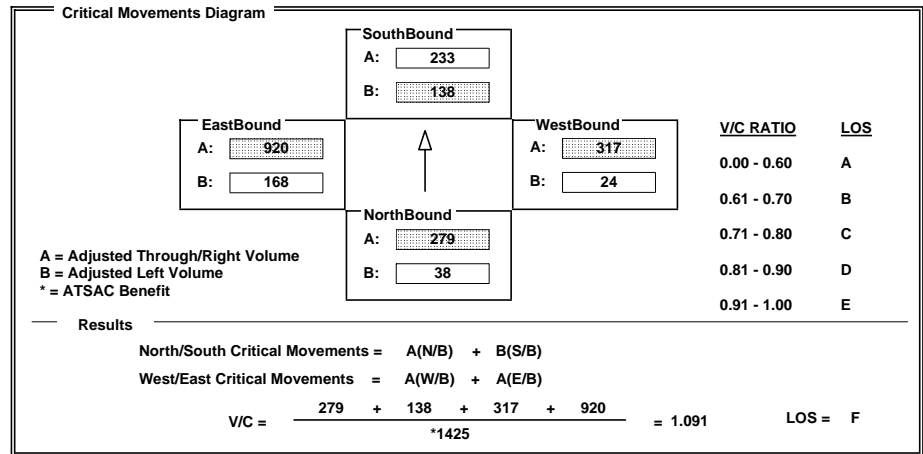 Critical Movements Diagram
SouthBound
A: 233
B: 138
EastBound
A: 920
B: 168
WestBound
A: 317
B: 24
NorthBound
A: 279
B: 38
V/C RATIO LOS
0.00 - 0.60 A
0.61 - 0.70 B
0.71 - 0.80 C
0.81 - 0.90 D
0.91 - 1.00 E
A = Adjusted Through/Right Volume
B = Adjusted Left Volume
* = ATSAC Benefit
Results
North/South Critical Movements = A(N/B) + B(S/B)
West/East Critical Movements = A(W/B) + A(E/B)
V/C = 279 + 138 + 317 + 920 = 1.091 LOS = F
*1425